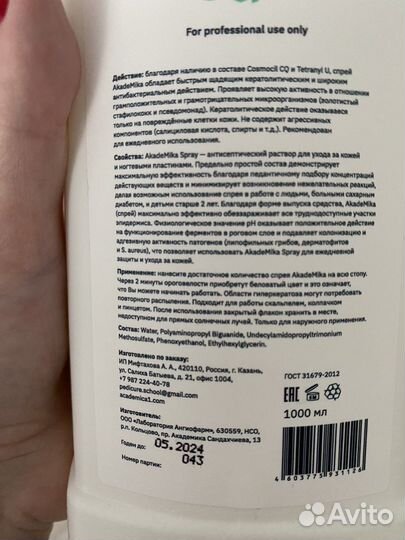 For professional use only
Действие: благодаря наличию в составе Cosmocil CQ и Tetranyl U, спрей
AkadeMika обладает быстрым щадящим кератолитическим и широким
антибактериальным действием. Проявляет высокую активность в отношении
грамположительных и грамотрицательных микроорганизмов (золотистый
стафилококк и псевдомонад). Кератолитическое действие оказывается
только на повреждённые клетки кожи. Не содержит агрессивных
компонентов (салициловая кислота, спирты и т.д.). Рекомендован
для ежедневного использования.
Свойства: AkadeMika Spray — антисептический раствор для ухода за кожей
и ногтевыми пластинами. Предельно простой состав демонстрирует
максимальную эффективность благодаря педантичному подбору концентраций
действующих веществ и минимизирует возникновение нежелательных реакций,
делая возможным использование спрея в работе с людьми, больными сахарным
диабетом, и детьми старше 2 лет. Благодаря форме выпуска средства, AkadeMika
(спрей) максимально эффективно обеззараживает все труднодоступные участки
эпидермиса. Физиологическое значение pH оказывает положительное действие
на функционирование ферментов в роговом слое и подавляет колонизацию и
адгезивную активность патогенов (липофильных грибов, дерматофитов
и S. aureus), что позволяет использовать AkadeMika Spray для ежедневной
защиты и ухода за кожей.
Применение: нанесите достаточное количество спрея AkadeMika на всю стопу.
Через 2 минуты ороговевости приобретут беловатый цвет и это означает,
что Вы можете начинать работать. Области гиперкератоза могут потребовать
повторного распыления. Подходит для работы скальпелем, колпачком
и пинцетом. После использования закрытый флакон хранить в месте,
недоступном для прямых солнечных лучей. Только для наружного применения.
Состав: Water, Polyaminopropyl Biguanide, Undecylamidopropyltrimonium
Methosulfate, Phenoxyethanol, Ethylhexylglycerin.
Изготовлено по заказу:
ИП Мифтахова А. А., 420110, Россия, г. Казань,
ул. Салиха Батыева, д. 21, офис 1004,
+7 987 224-40-78
pedicure.school@gmail.com
academica1.com
ГОСТ 31679-2012
EAC
1000 мл
Изготовитель:
ООО «Лаборатория Ангиофарм», 630559, НСО,
р.п. Кольцово, пр. Академика Сандахчиева, 13
Годен до: 05.2024
Номер партии: 043
4 603775 931126
Avito